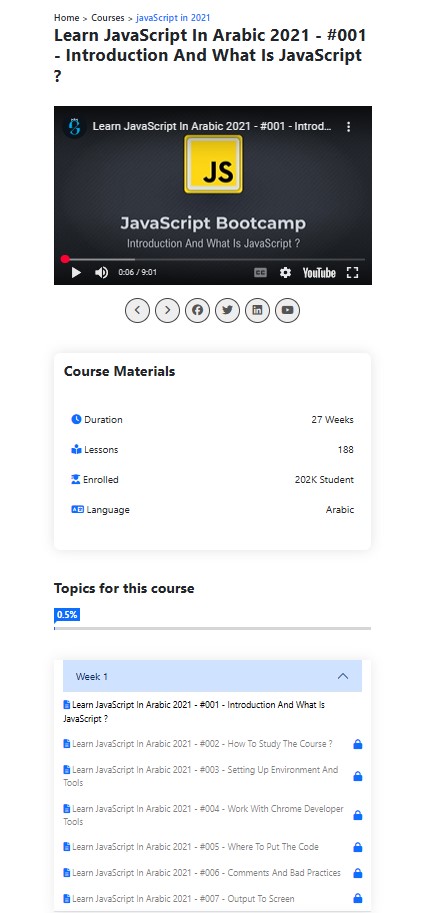 Home > Courses > javaScript in 2021
Learn JavaScript In Arabic 2021 - #001
- Introduction And What Is JavaScript
?
Learn JavaScript In Arabic 2021 - #001 - Introd...
JS
JavaScript Bootcamp
Introduction And What Is JavaScript ?
0:06 / 9:01
CC
YouTube
Course Materials
Duration 27 Weeks
Lessons 188
Enrolled 202K Student
Language Arabic
Topics for this course
0.5%
Week 1
Learn JavaScript In Arabic 2021 - #001 - Introduction And What Is
JavaScript ?
Learn JavaScript In Arabic 2021 - #002 - How To Study The Course ?
Learn JavaScript In Arabic 2021 - #003 - Setting Up Environment And
Tools
Learn JavaScript In Arabic 2021 - #004 - Work With Chrome Developer
Tools
Learn JavaScript In Arabic 2021 - #005 - Where To Put The Code
Learn JavaScript In Arabic 2021 - #006 - Comments And Bad Practices
Learn JavaScript In Arabic 2021 - #007 - Output To Screen